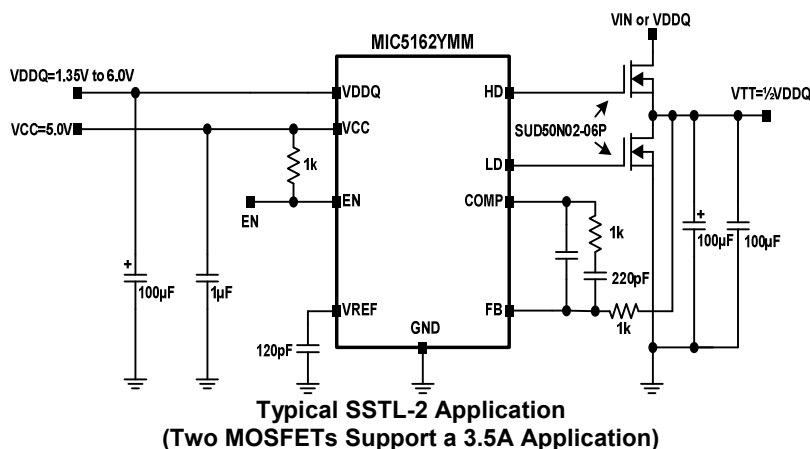 VIN or VDDQ
MIC5162YMM
VDDQ=1.35V to 6.0V
VDDQ
HD
VTT=½VDDQ
SUD50N02-06P
VCC=5.0V
VCC
1k
LD
EN
EN
COMP
1k
+
100µF
1µF
220pF
+
100µF
100µF
VREF
FB
1k
GND
120pF
Typical SSTL-2 Application
(Two MOSFETs Support a 3.5A Application)